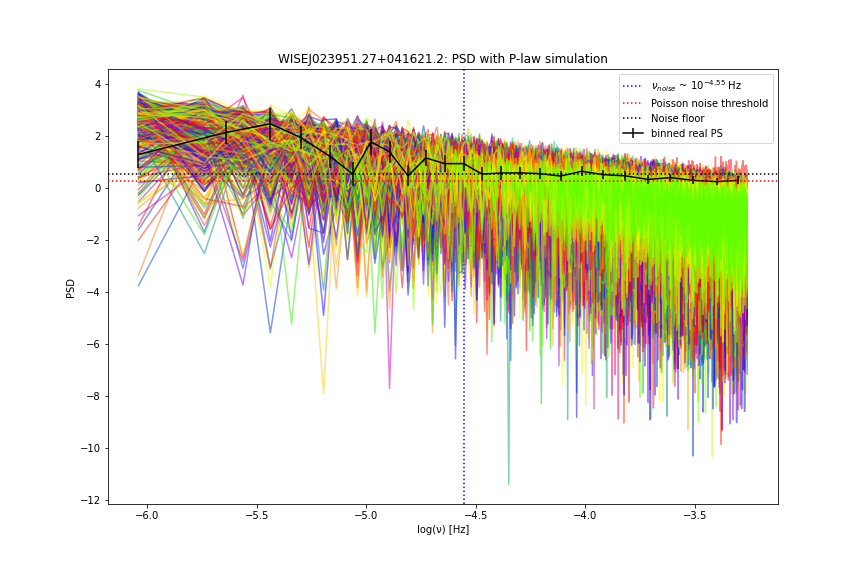 WISEJ023951.27+041621.2: PSD with P-law simulation
ν_noise ~ 10^−4.55 Hz
Poisson noise threshold
Noise floor
binned real PS
PSD
4
2
0
−2
−4
−6
−8
−10
−12
−6.0 −5.5 −5.0 −4.5 −4.0 −3.5
log(ν) [Hz]